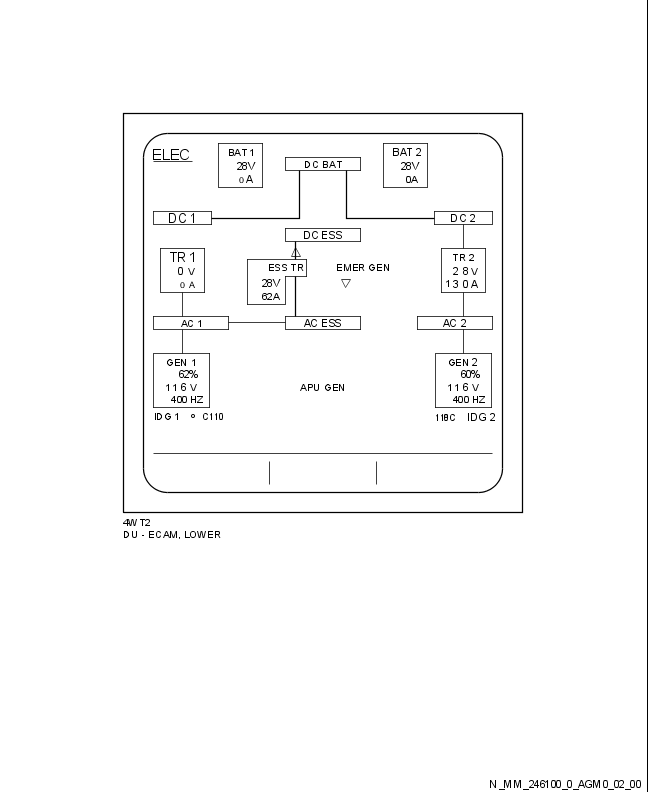 ELEC
BAT 1
28V
0 A
DC BAT
BAT 2
28V
0A
DC 1
DC 2
DC ESS
TR 1
0 V
0 A
ESS TR
28V
62A
EMER GEN
TR 2
28V
130A
AC 1
AC ESS
AC 2
GEN 1
62%
116 V
400 HZ
APU GEN
GEN 2
60%
116 V
400 HZ
IDG 1 ° C110
118C IDG 2
4WT2
DU - ECAM, LOWER
N_MM_246100_0_AGM0_02_00